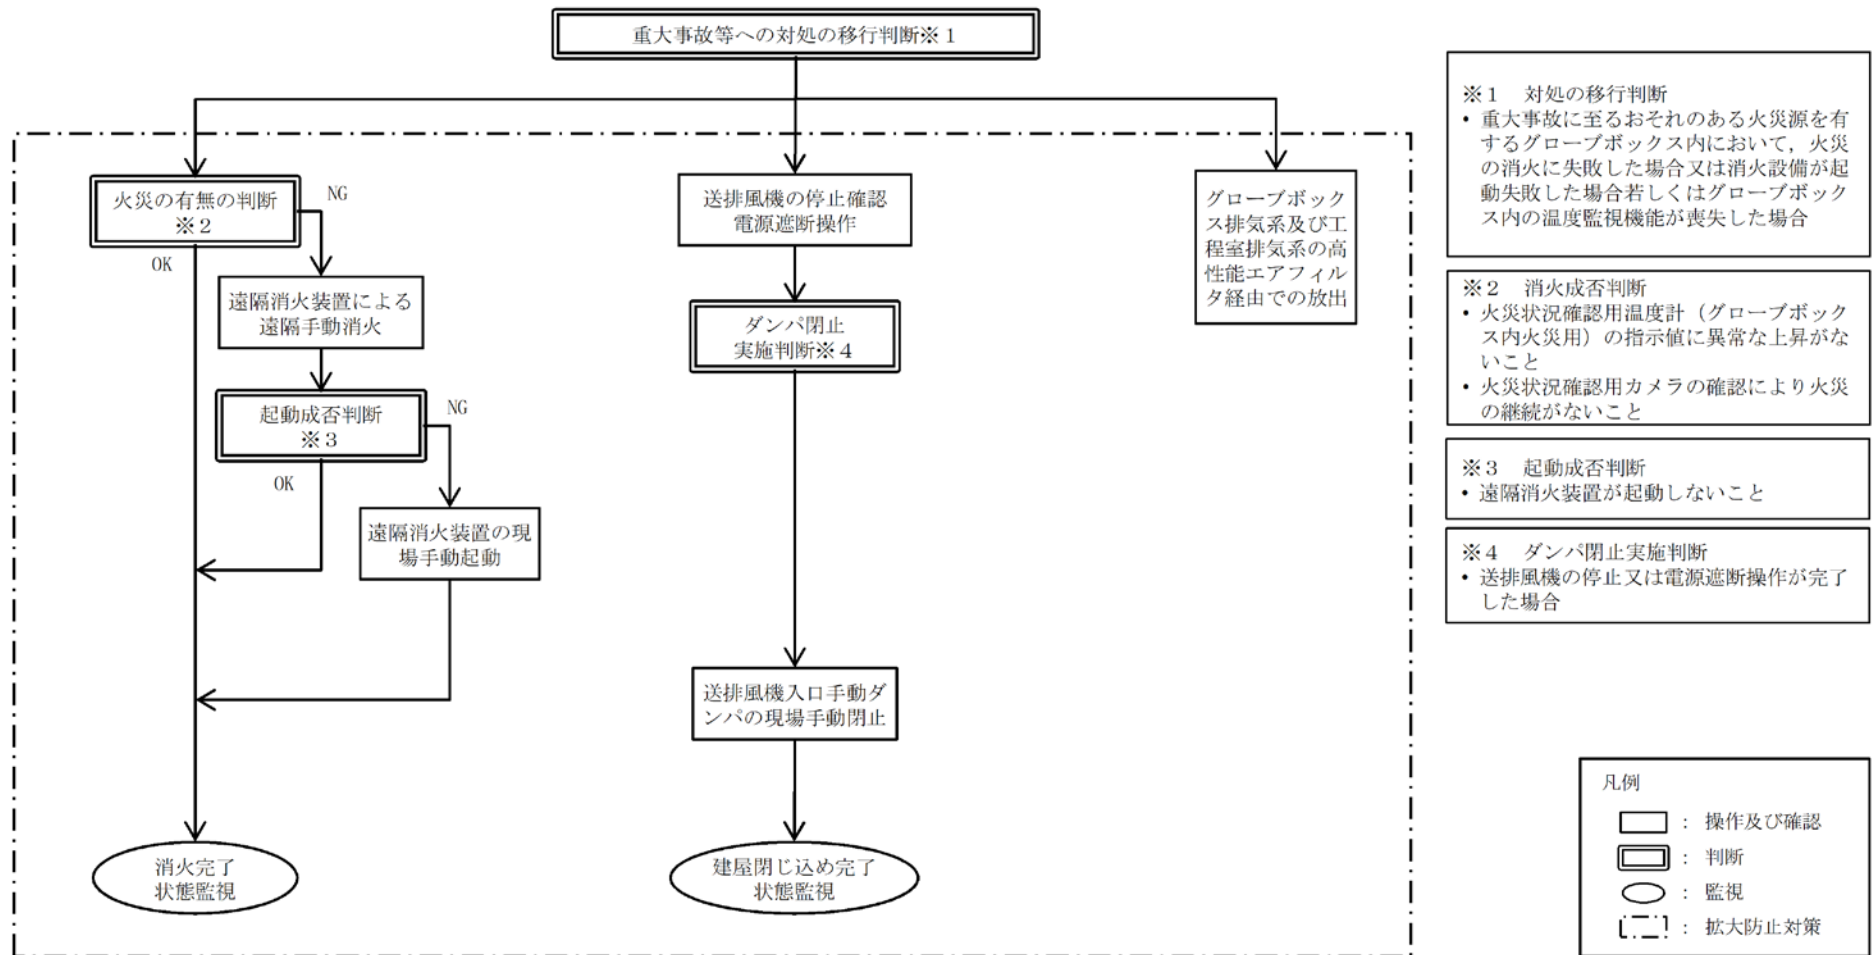 重大事故等への対処の移行判断※１
火災の有無の判断
※２
NG
OK
遠隔消火装置による
遠隔手動消火
起動成否判断
※３
NG
OK
遠隔消火装置の現
場手動起動
消火完了
状態監視
送排風機の停止確認
電源遮断操作
ダンパ閉止
実施判断※４
送排風機入口手動ダ
ンパの現場手動閉止
建屋閉じ込め完了
状態監視
グローブボック
ス排気系及び工
程室排気系の高
性能エアフィル
タ経由での放出
※１　対処の移行判断
・重大事故に至るおそれのある火災源を有
するグローブボックス内において，火災
の消火に失敗した場合又は消火設備が起
動失敗した場合若しくはグローブボック
ス内の温度監視機能が喪失した場合
※２　消火成否判断
・火災状況確認用温度計（グローブボック
ス内火災用）の指示値に異常な上昇がな
いこと
・火災状況確認用カメラの確認により火災
の継続がないこと
※３　起動成否判断
・遠隔消火装置が起動しないこと
※４　ダンパ閉止実施判断
・送排風機の停止又は電源遮断操作が完了
した場合
凡例
：操作及び確認
：判断
：監視
：拡大防止対策